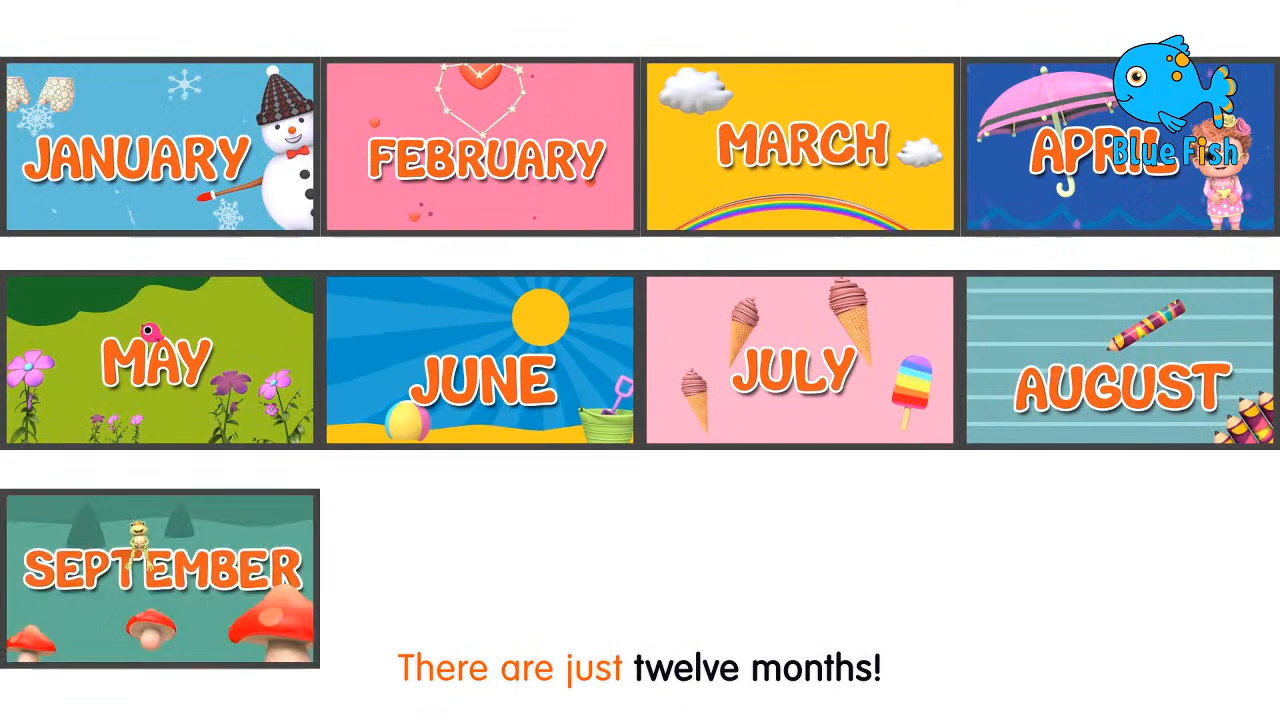 JANUARY
FEBRUARY
MARCH
APRIL
Blue Fish
MAY
JUNE
JULY
AUGUST
SEPTEMBER
There are just twelve months!